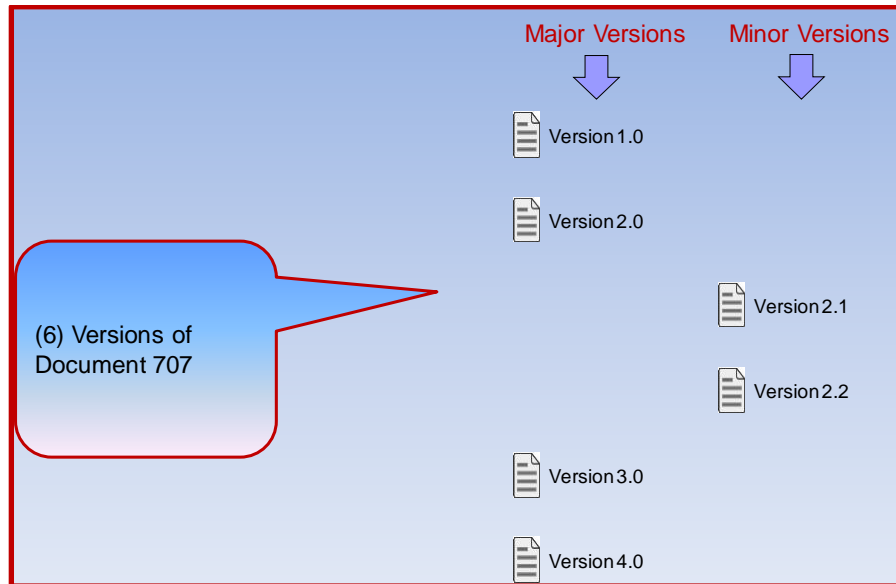 Major Versions
Minor Versions
Version 1.0
Version 2.0
(6) Versions of
Document 707
Version 2.1
Version 2.2
Version 3.0
Version 4.0